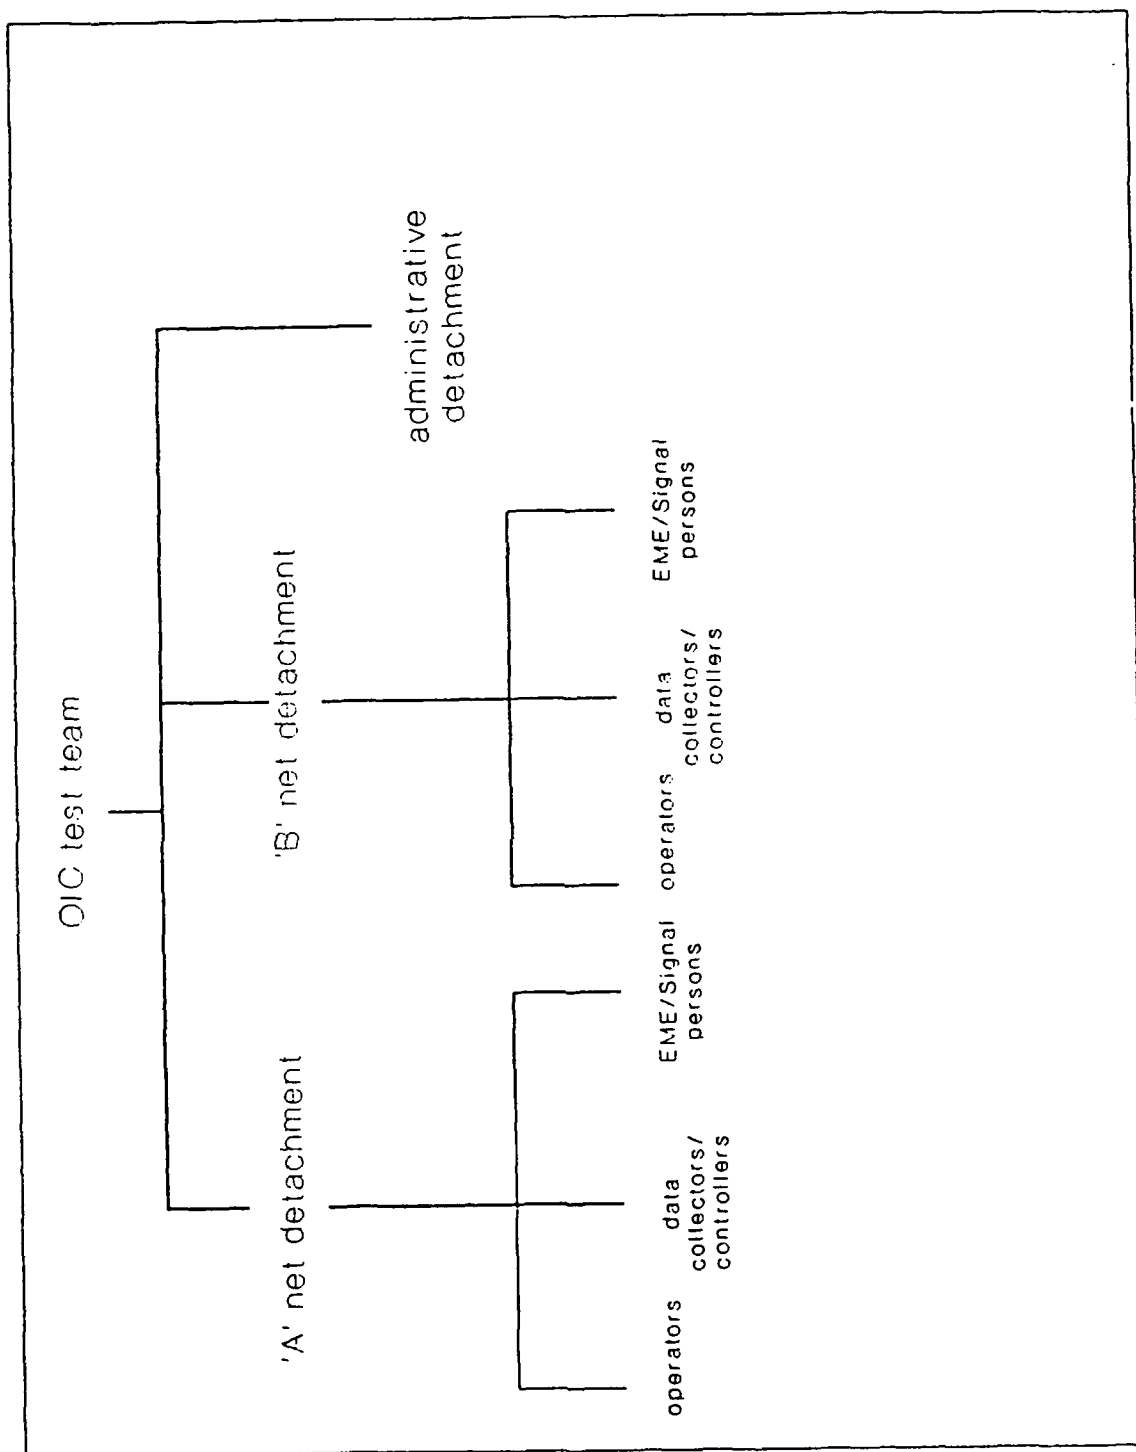 OIC test team
'A' net detachment
'B' net detachment
administrative
detachment
operators
data
collectors/
controllers
EME/Signal
persons
operators
data
collectors/
controllers
EME/Signal
persons